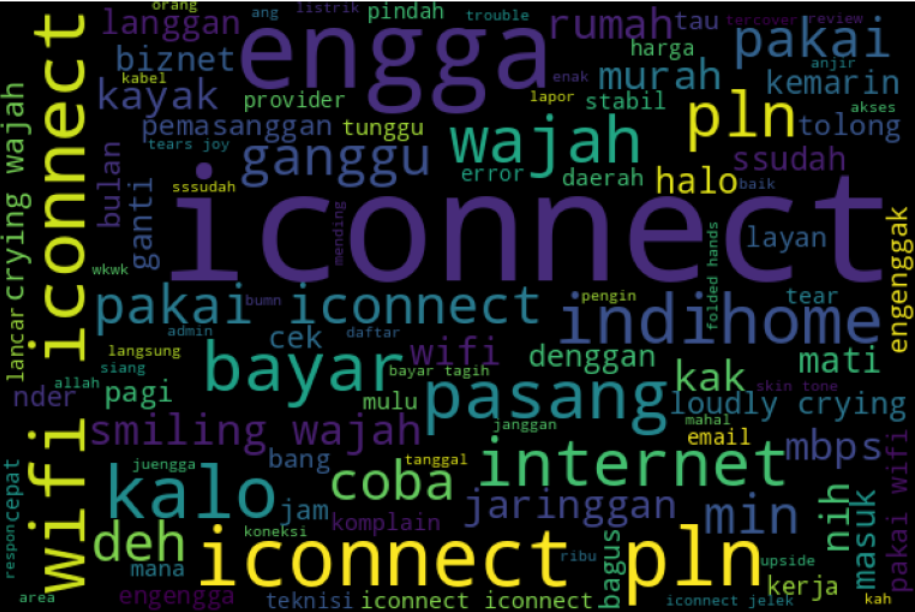 orang
langgan
ang
listrik
pindah
trouble
rumah
tau
tercover
review
engga
biznet
kabel
kayak
provider
harga
murah
pakai
anjir
kemarin
enak
lapor
stabil
akses
pln
tolong
pemasanggan
tunggu
tears joy
ganggu
wajah
error
daerah
ssudah
halo
baik
wifi iconnect
crying wajah
lancar
bulan
ganti
sssudah
iconnect
mending
folded hands
layan
engenggak
wkwk
pakai iconnect
bumn
pengin
tear
indihome
admin
cek
daftar
langsung
siang
allah
bayar
wifi
bayar tagih
denggan
mati
nder
pagi
mulu
pasang
kak
skin tone
loudly crying
smiling wajah
janggan
mahal
email
mbps
bang
tanggal
internet
juengga
kalo
coba
jaringgan
min
nih
masuk
pakai wifi
cepat
respon
jam
komplain
deh
koneksi
iconnect pln
mana
ribu
bagus
upside
kerja
area
engengga
teknisi
iconnect iconnect
iconnect jelek
kah